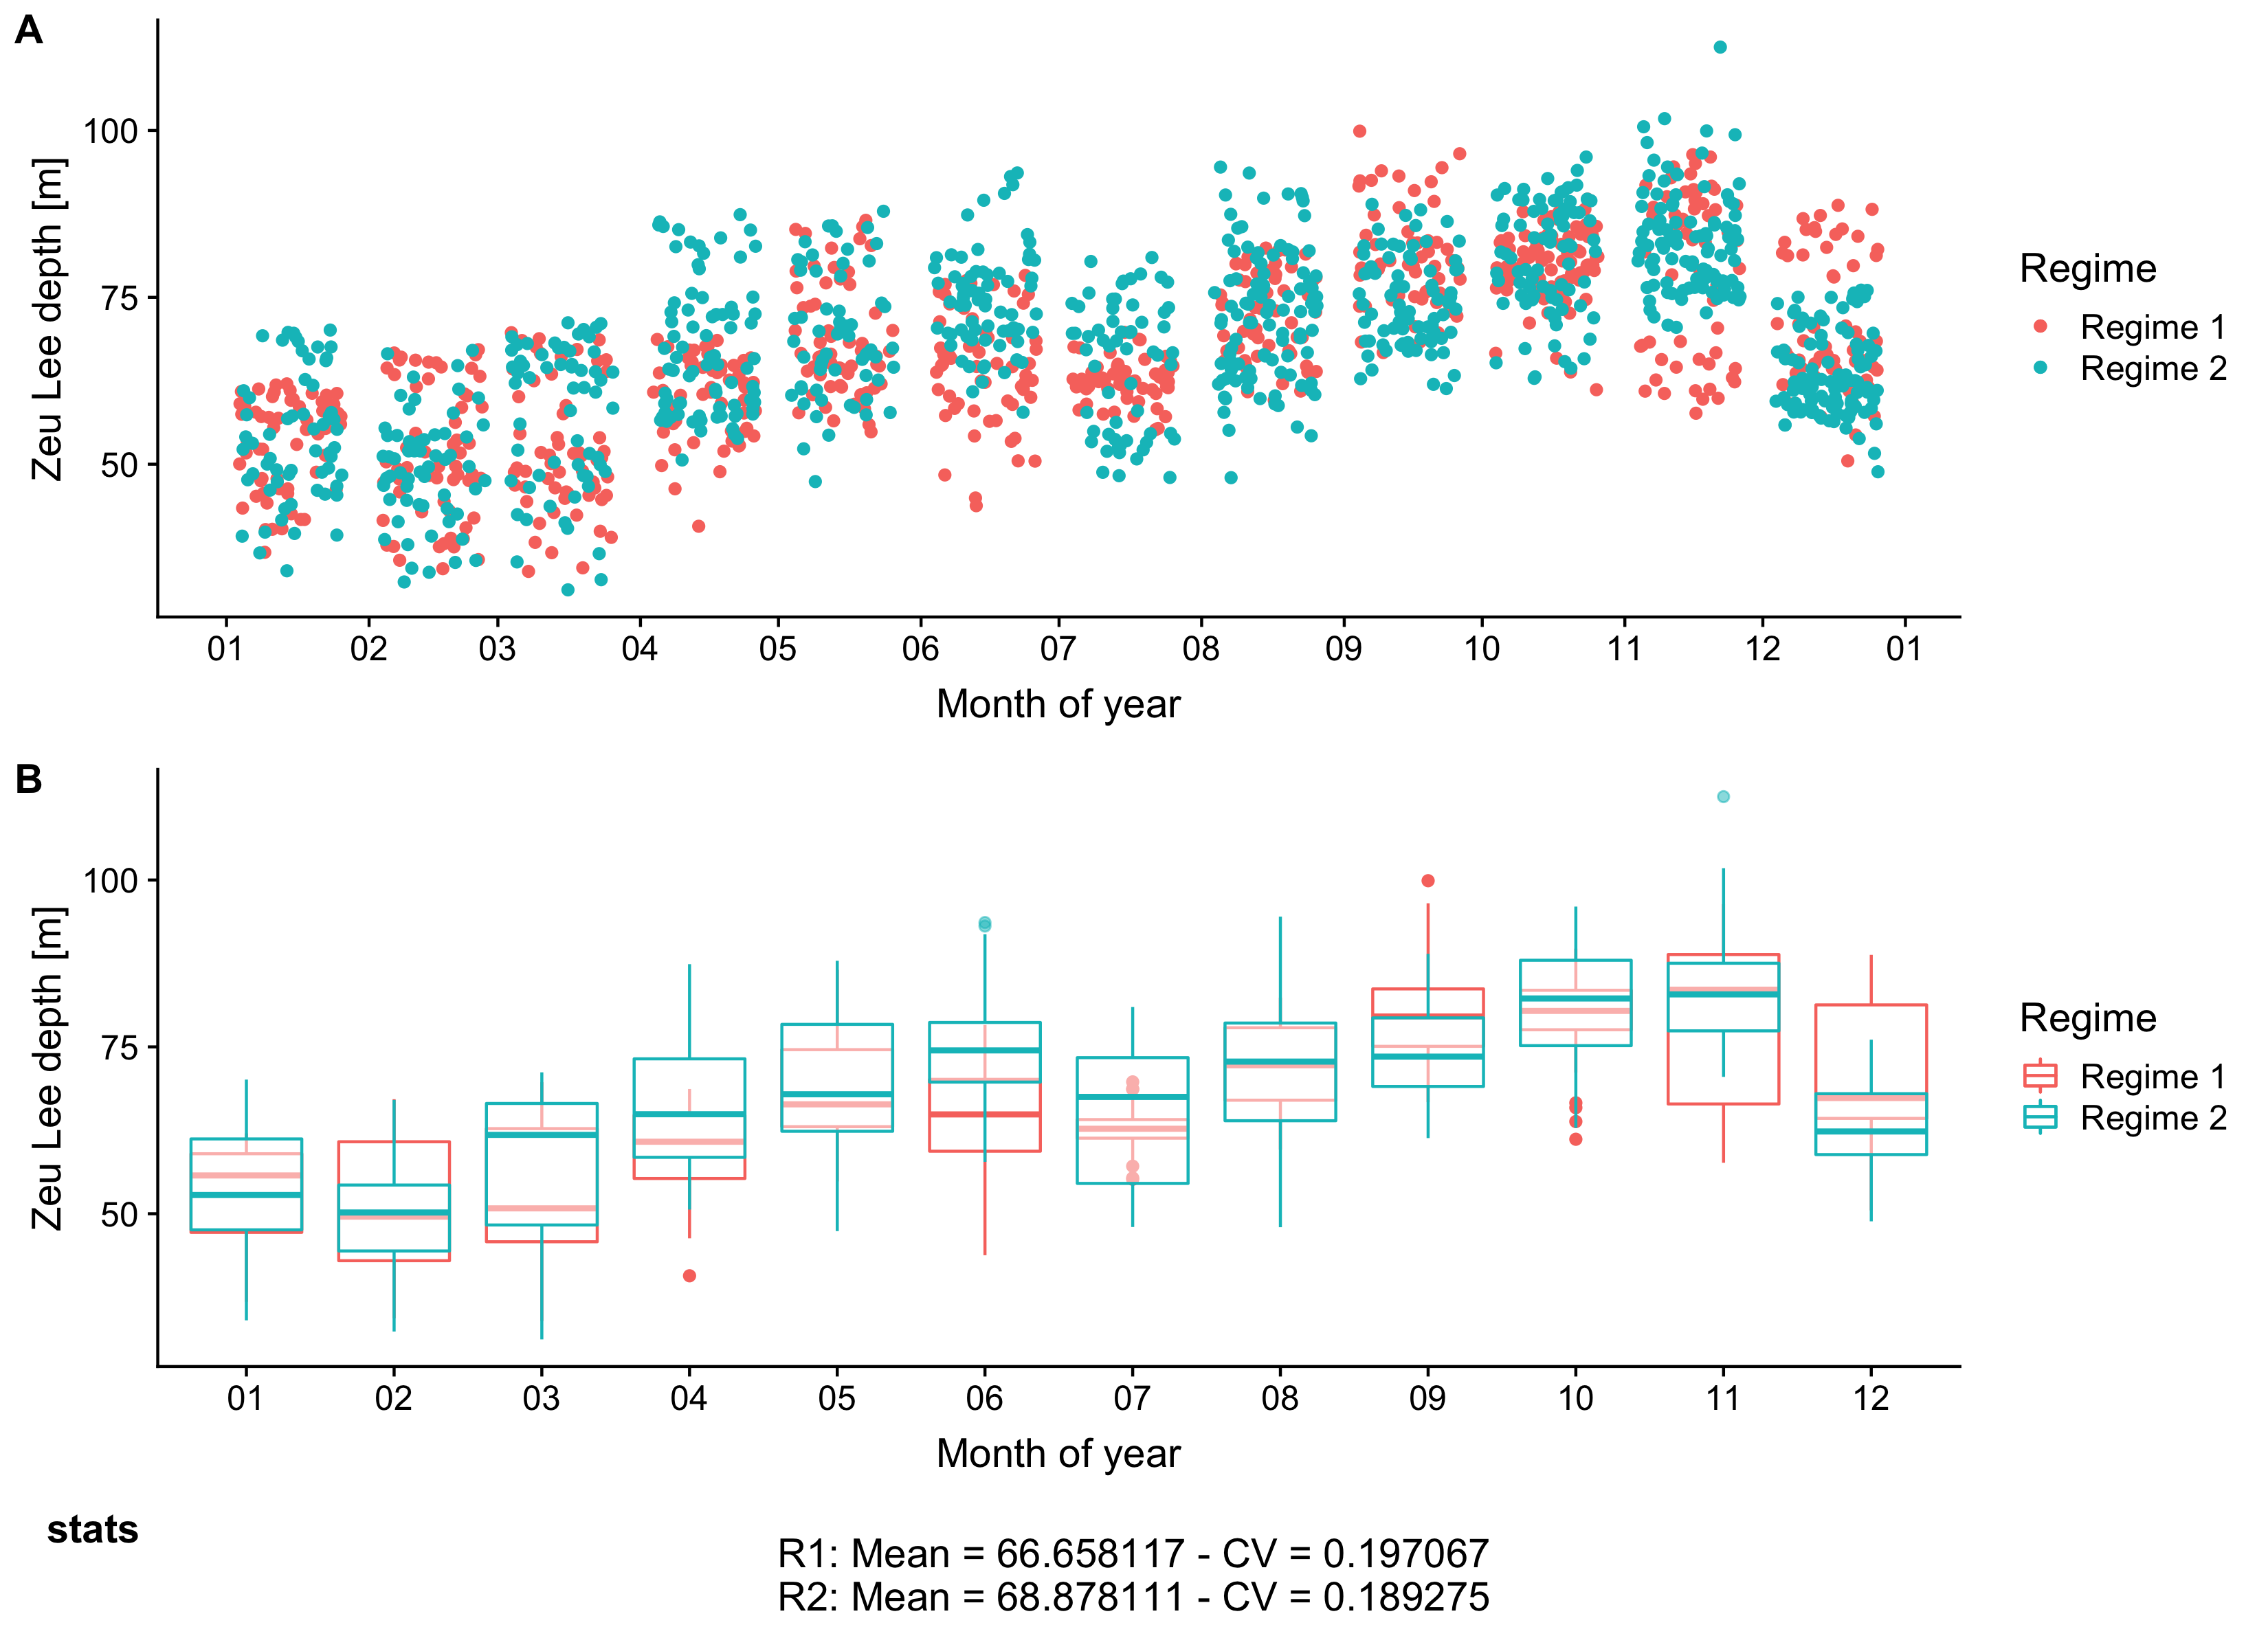 A
Zeu Lee depth [m]
100
75
50
01 02 03 04 05 06 07 08 09 10 11 12 01
Month of year
Regime
Regime 1
Regime 2
B
Zeu Lee depth [m]
100
75
50
01 02 03 04 05 06 07 08 09 10 11 12
Month of year
Regime
Regime 1
Regime 2
stats
R1: Mean = 66.658117 - CV = 0.197067
R2: Mean = 68.878111 - CV = 0.189275